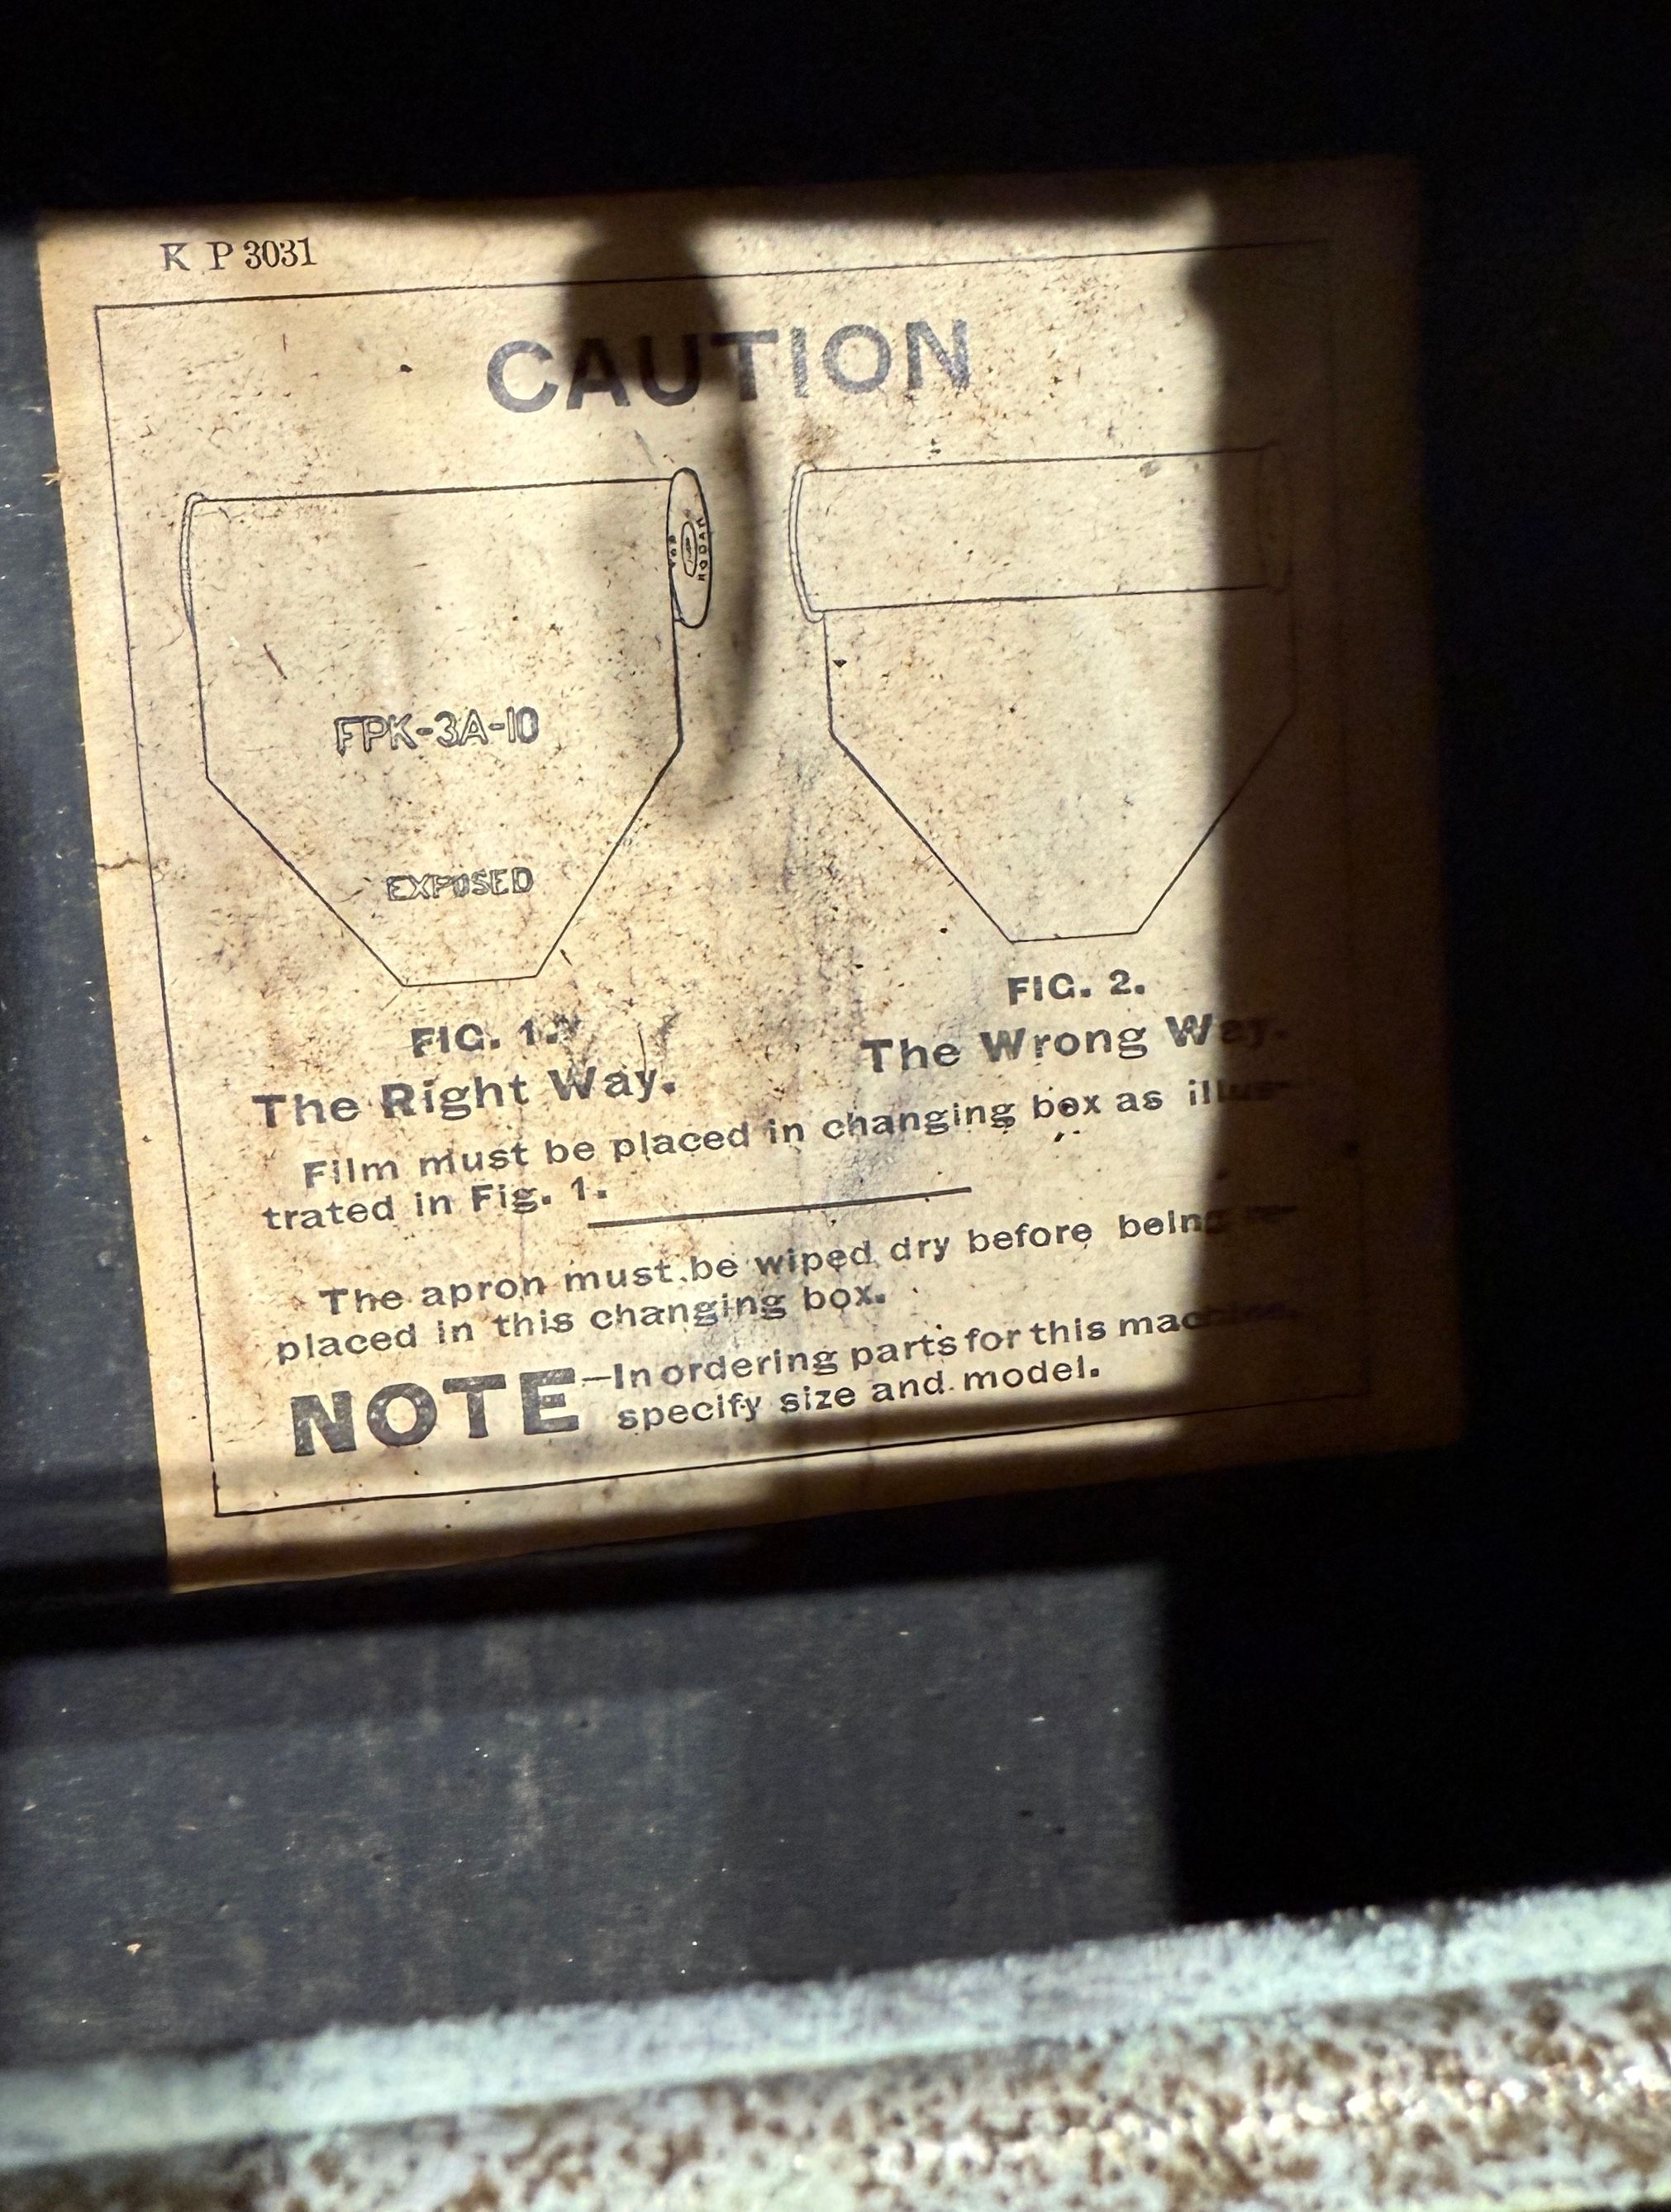 K P 3031
CAUTION
KODAK
FPK-3A-10
EXPOSED
FIG. 1.
The Right Way.
FIG. 2.
The Wrong Way.
Film must be placed in changing box as illus-
trated in Fig. 1.
The apron must be wiped dry before being re-
placed in this changing box.
NOTE—In ordering parts for this machine,
specify size and model.